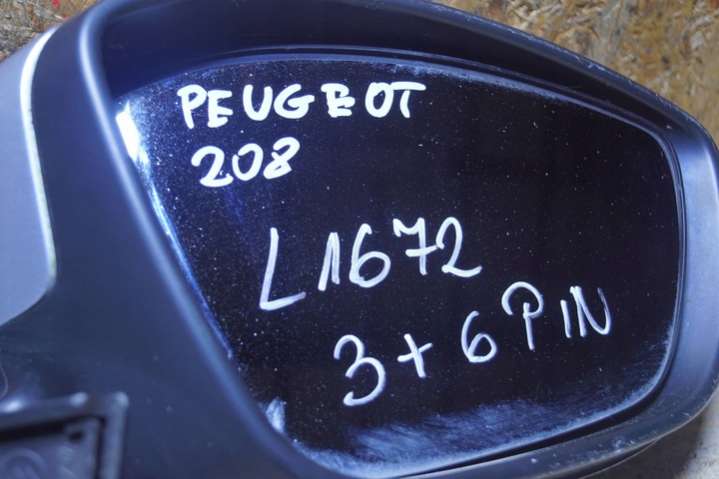 PEUGEOT
208
L1672
3+6PIN